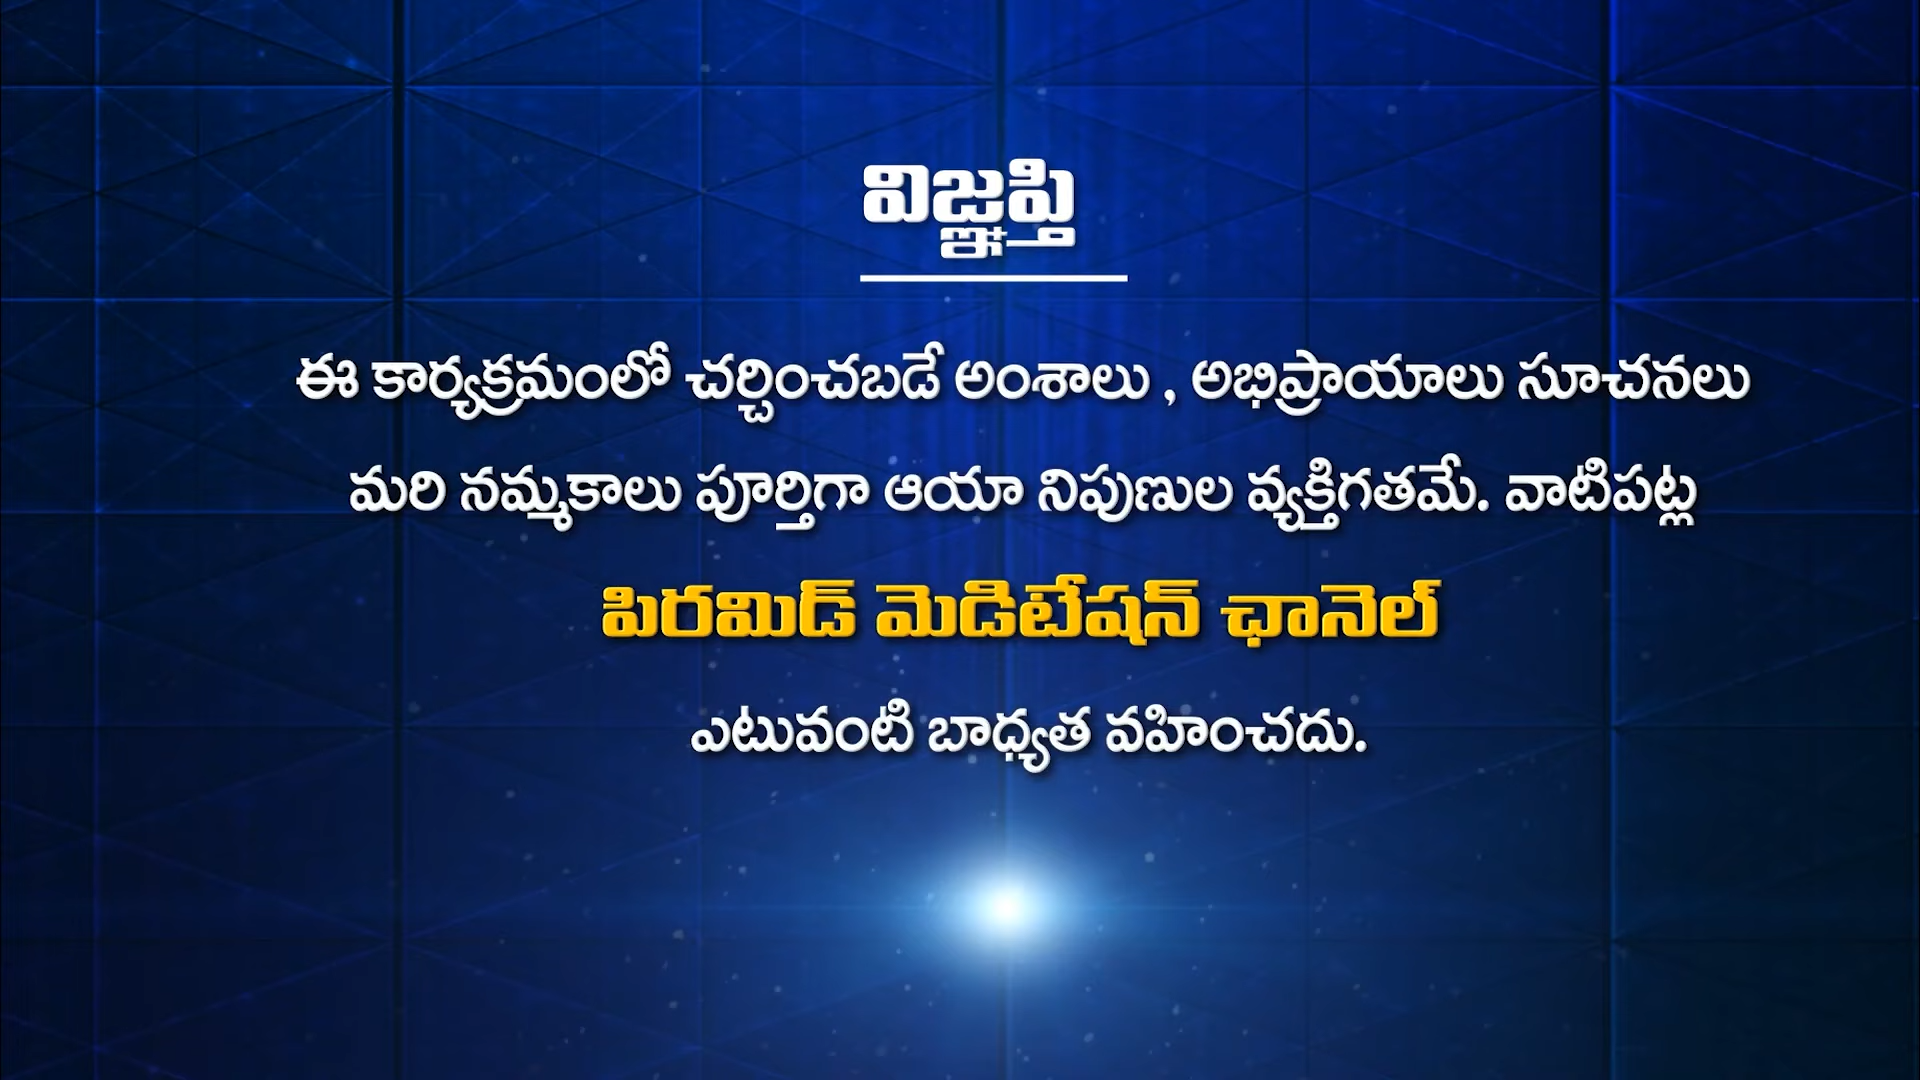 విజ్ఞప్తి
ఈ కార్యక్రమంలో చర్చించబడే అంశాలు , అభిప్రాయాలు సూచనలు
మరి నమ్మకాలు పూర్తిగా ఆయా నిపుణుల వ్యక్తిగతమే. వాటిపట్ల
పిరమిడ్ మెడిటేషన్ ఛానెల్
ఎటువంటి బాధ్యత వహించదు.